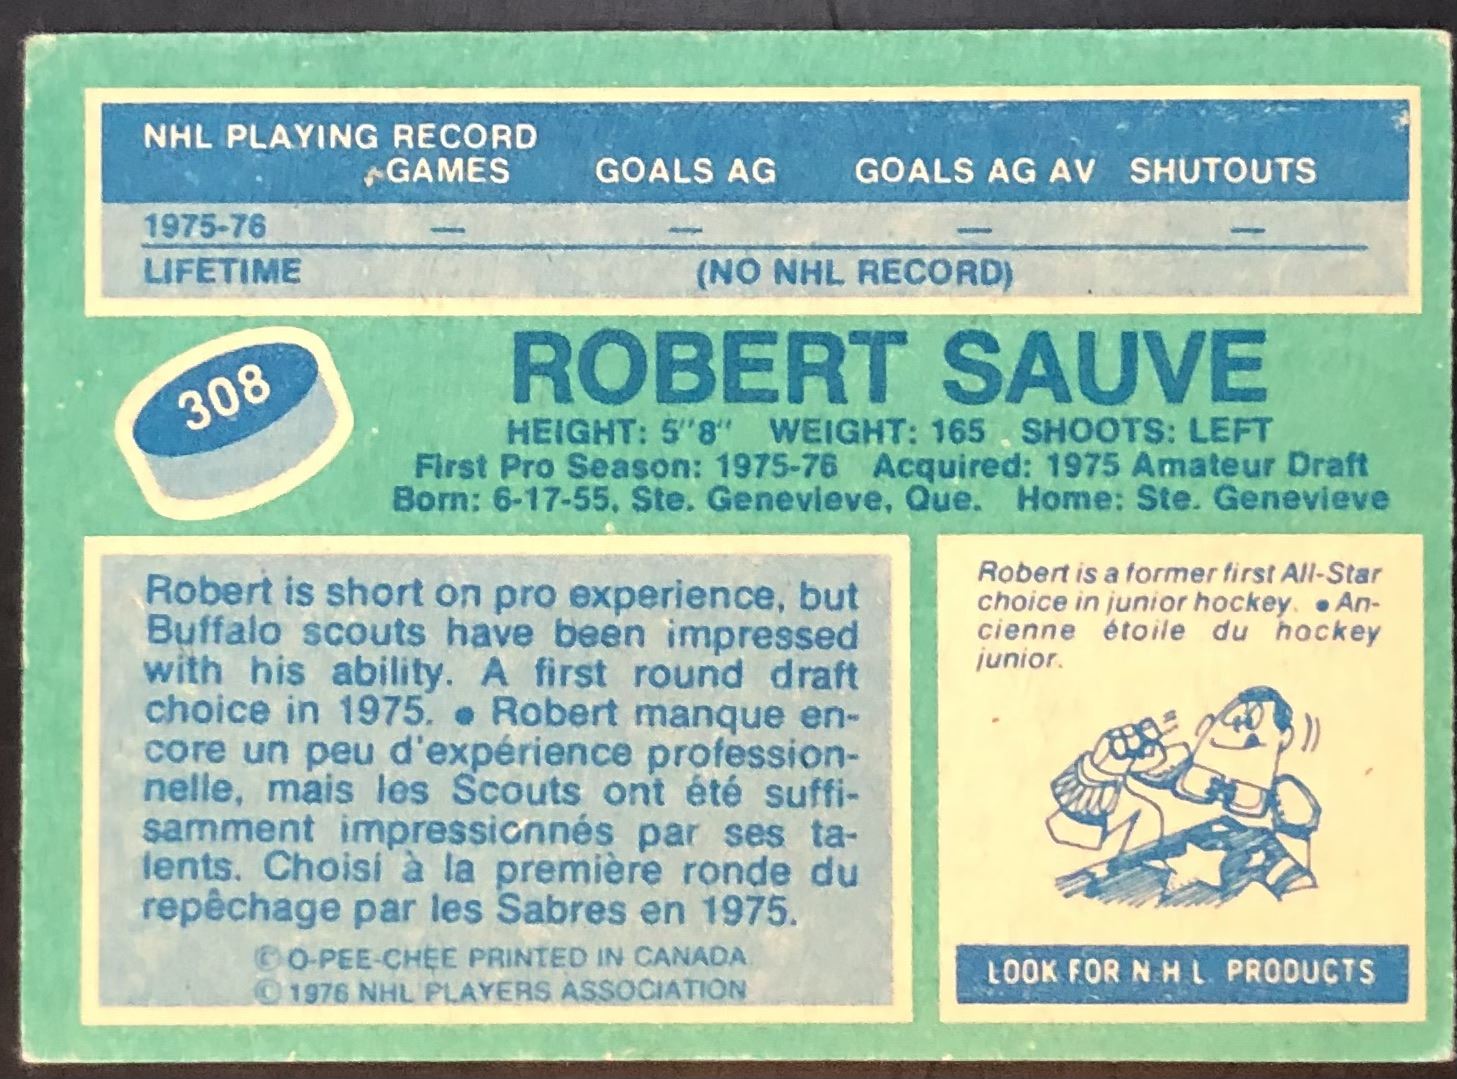 NHL PLAYING RECORD
GAMES GOALS AG GOALS AG AV SHUTOUTS
1975-76 — — — —
LIFETIME (NO NHL RECORD)
308
ROBERT SAUVE
HEIGHT: 5"8" WEIGHT: 165 SHOOTS: LEFT
First Pro Season: 1975-76 Acquired: 1975 Amateur Draft
Born: 6-17-55, Ste. Genevieve, Que. Home: Ste. Genevieve
Robert is short on pro experience, but
Buffalo scouts have been impressed
with his ability. A first round draft
choice in 1975. • Robert manque en-
core un peu d'expérience profession-
nelle, mais les Scouts ont été suffi-
samment impressionnés par ses ta-
lents. Choisi à la première ronde du
repêchage par les Sabres en 1975.
© O-PEE-CHEE PRINTED IN CANADA
© 1976 NHL PLAYERS ASSOCIATION
Robert is a former first All-Star
choice in junior hockey. • An-
cienne étoile du hockey
junior.
LOOK FOR N H L PRODUCTS